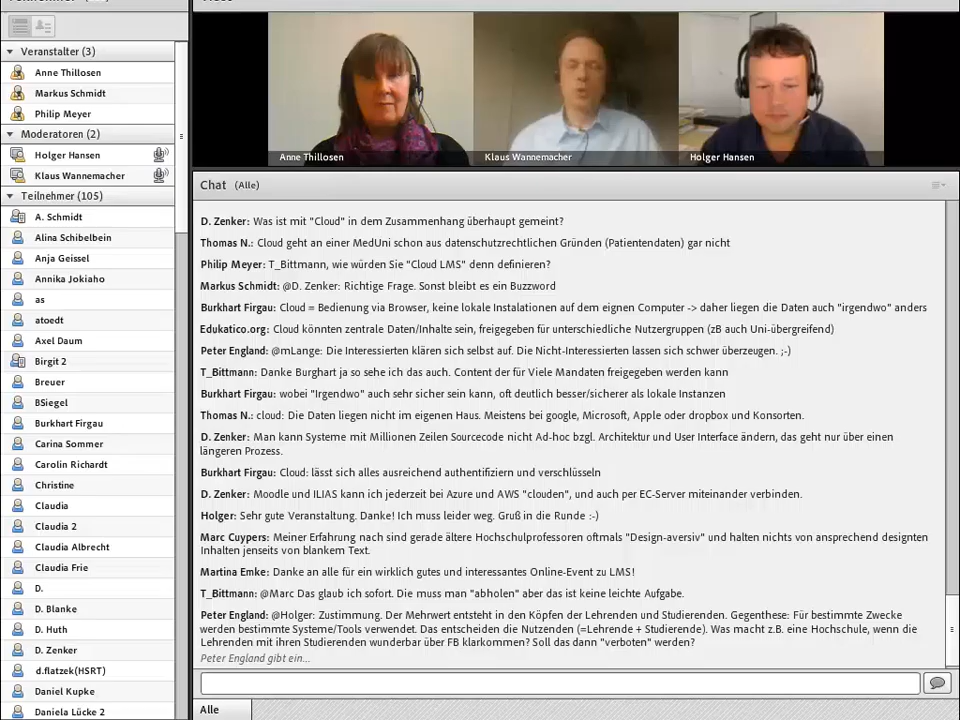 Veranstalter (3)
Anne Thillosen
Markus Schmidt
Philip Meyer
Moderatoren (2)
Holger Hansen
Klaus Wannemacher
Teilnehmer (105)
A. Schmidt
Alina Schibelbein
Anja Geissel
Annika Jokiaho
as
atoedt
Axel Daum
Birgit 2
Breuer
BSiegel
Burkhart Firgau
Carina Sommer
Carolin Richardt
Christine
Claudia
Claudia 2
Claudia Albrecht
Claudia Frie
D.
D. Blanke
D. Huth
D. Zenker
d.flatzek(HSRT)
Daniel Kupke
Daniela Lücke 2
Anne Thillosen
Klaus Wannemacher
Holger Hansen
Chat (Alle)
D. Zenker: Was ist mit "Cloud" in dem Zusammenhang überhaupt gemeint?
Thomas N.: Cloud geht an einer MedUni schon aus datenschutzrechtlichen Gründen (Patientendaten) gar nicht
Philip Meyer: T_Bittmann, wie würden Sie "Cloud LMS" denn definieren?
Markus Schmidt: @D. Zenker: Richtige Frage. Sonst bleibt es ein Buzzword
Burkhart Firgau: Cloud = Bedienung via Browser, keine lokale Instalationen auf dem eignen Computer -> daher liegen die Daten auch "irgendwo" anders
Edukatico.org: Cloud könnten zentrale Daten/Inhalte sein, freigegeben für unterschiedliche Nutzergruppen (zB auch Uni-übergreifend)
Peter England: @mLange: Die Interessierten klären sich selbst auf. Die Nicht-Interessierten lassen sich schwer überzeugen. ;-)
T_Bittmann: Danke Burghart ja so sehe ich das auch. Content der für Viele Mandaten freigegeben werden kann
Burkhart Firgau: wobei "Irgendwo" auch sehr sicher sein kann, oft deutlich besser/sicherer als lokale Instanzen
Thomas N.: cloud: Die Daten liegen nicht im eigenen Haus. Meistens bei google, Microsoft, Apple oder dropbox und Konsorten.
D. Zenker: Man kann Systeme mit Millionen Zeilen Sourcecode nicht Ad-hoc bzgl. Architektur und User Interface ändern, das geht nur über einen
längeren Prozess.
Burkhart Firgau: Cloud: lässt sich alles ausreichend authentifiziern und verschlüsseln
D. Zenker: Moodle und ILIAS kann ich jederzeit bei Azure und AWS "clouden", und auch per EC-Server miteinander verbinden.
Holger: Sehr gute Veranstaltung. Danke! Ich muss leider weg. Gruß in die Runde :-)
Marc Cuypers: Meiner Erfahrung nach sind gerade ältere Hochschulprofessoren oftmals "Design-aversiv" und halten nichts von ansprechend designten
Inhalten jenseits von blankem Text.
Martina Emke: Danke an alle für ein wirklich gutes und interessantes Online-Event zu LMS!
T_Bittmann: @Marc Das glaub ich sofort. Die muss man "abholen" aber das ist keine leichte Aufgabe.
Peter England: @Holger: Zustimmung. Der Mehrwert entsteht in den Köpfen der Lehrenden und Studierenden. Gegenthese: Für bestimmte Zwecke
werden bestimmte Systeme/Tools verwendet. Das entscheiden die Nutzenden (=Lehrende + Studierende). Was macht z.B. eine Hochschule, wenn die
Lehrenden mit ihren Studierenden wunderbar über FB klarkommen? Soll das dann "verboten" werden?
Peter England gibt ein...
Alle